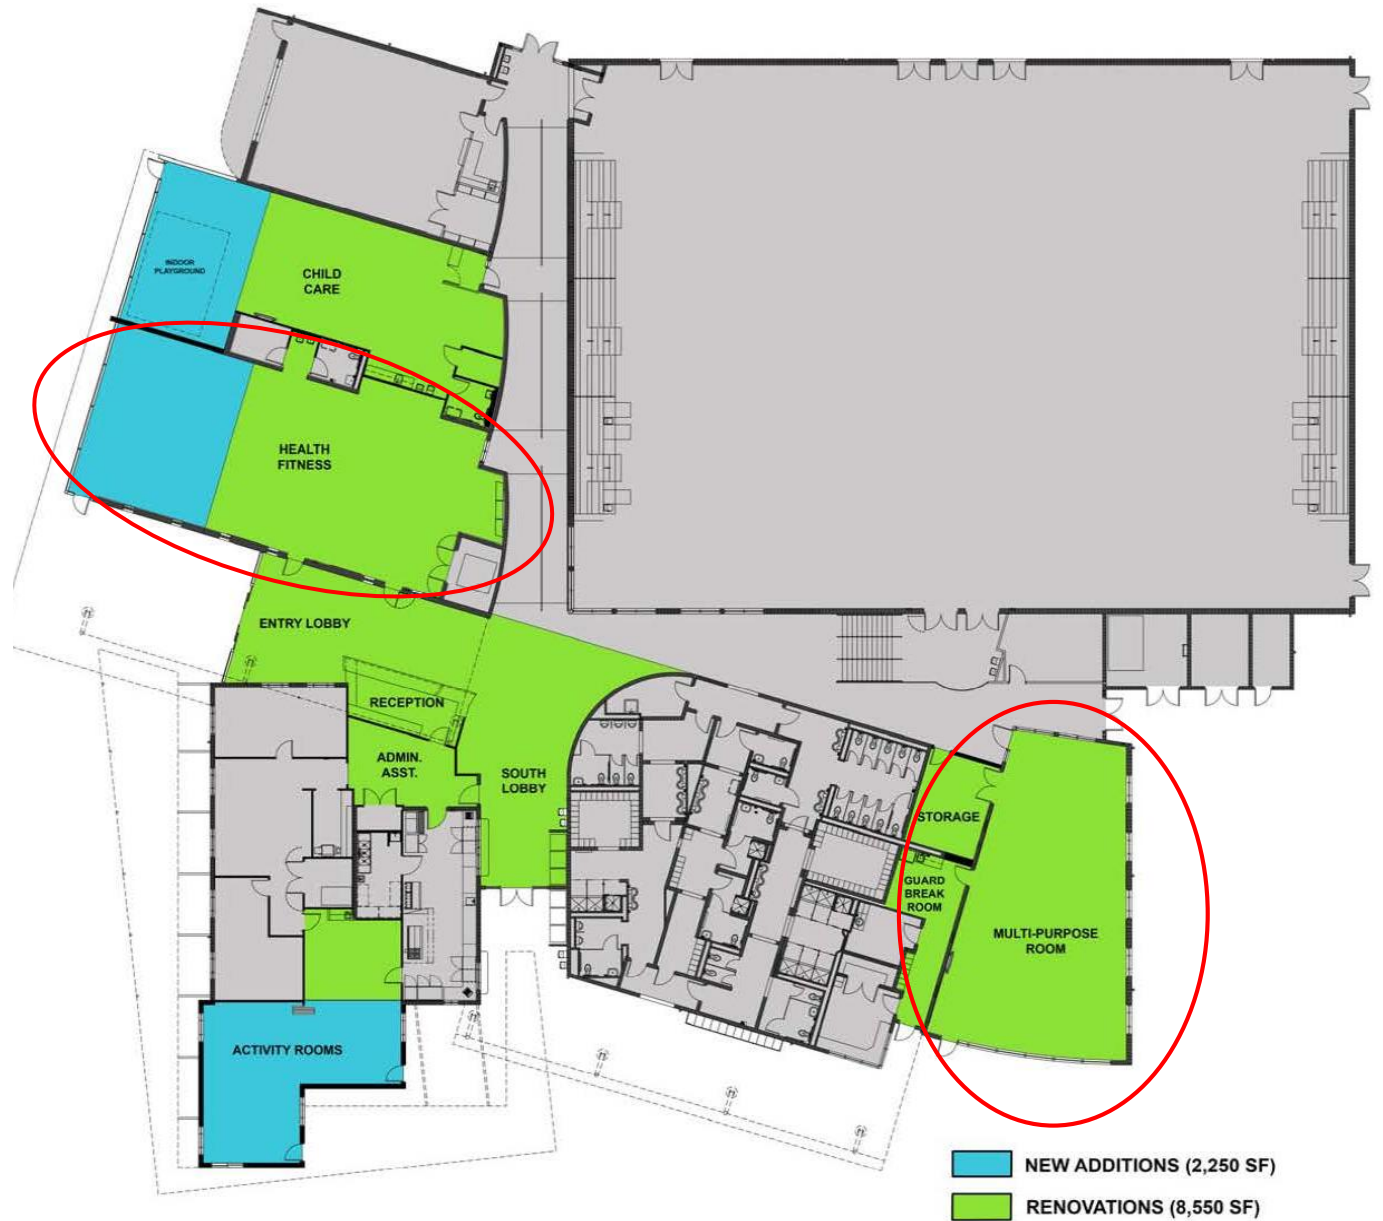 INDOOR
PLAYGROUND
CHILD
CARE
HEALTH
FITNESS
ENTRY LOBBY
RECEPTION
ADMIN.
ASST.
SOUTH
LOBBY
STORAGE
GUARD
BREAK
ROOM
MULTI-PURPOSE
ROOM
ACTIVITY ROOMS
NEW ADDITIONS (2,250 SF)
RENOVATIONS (8,550 SF)